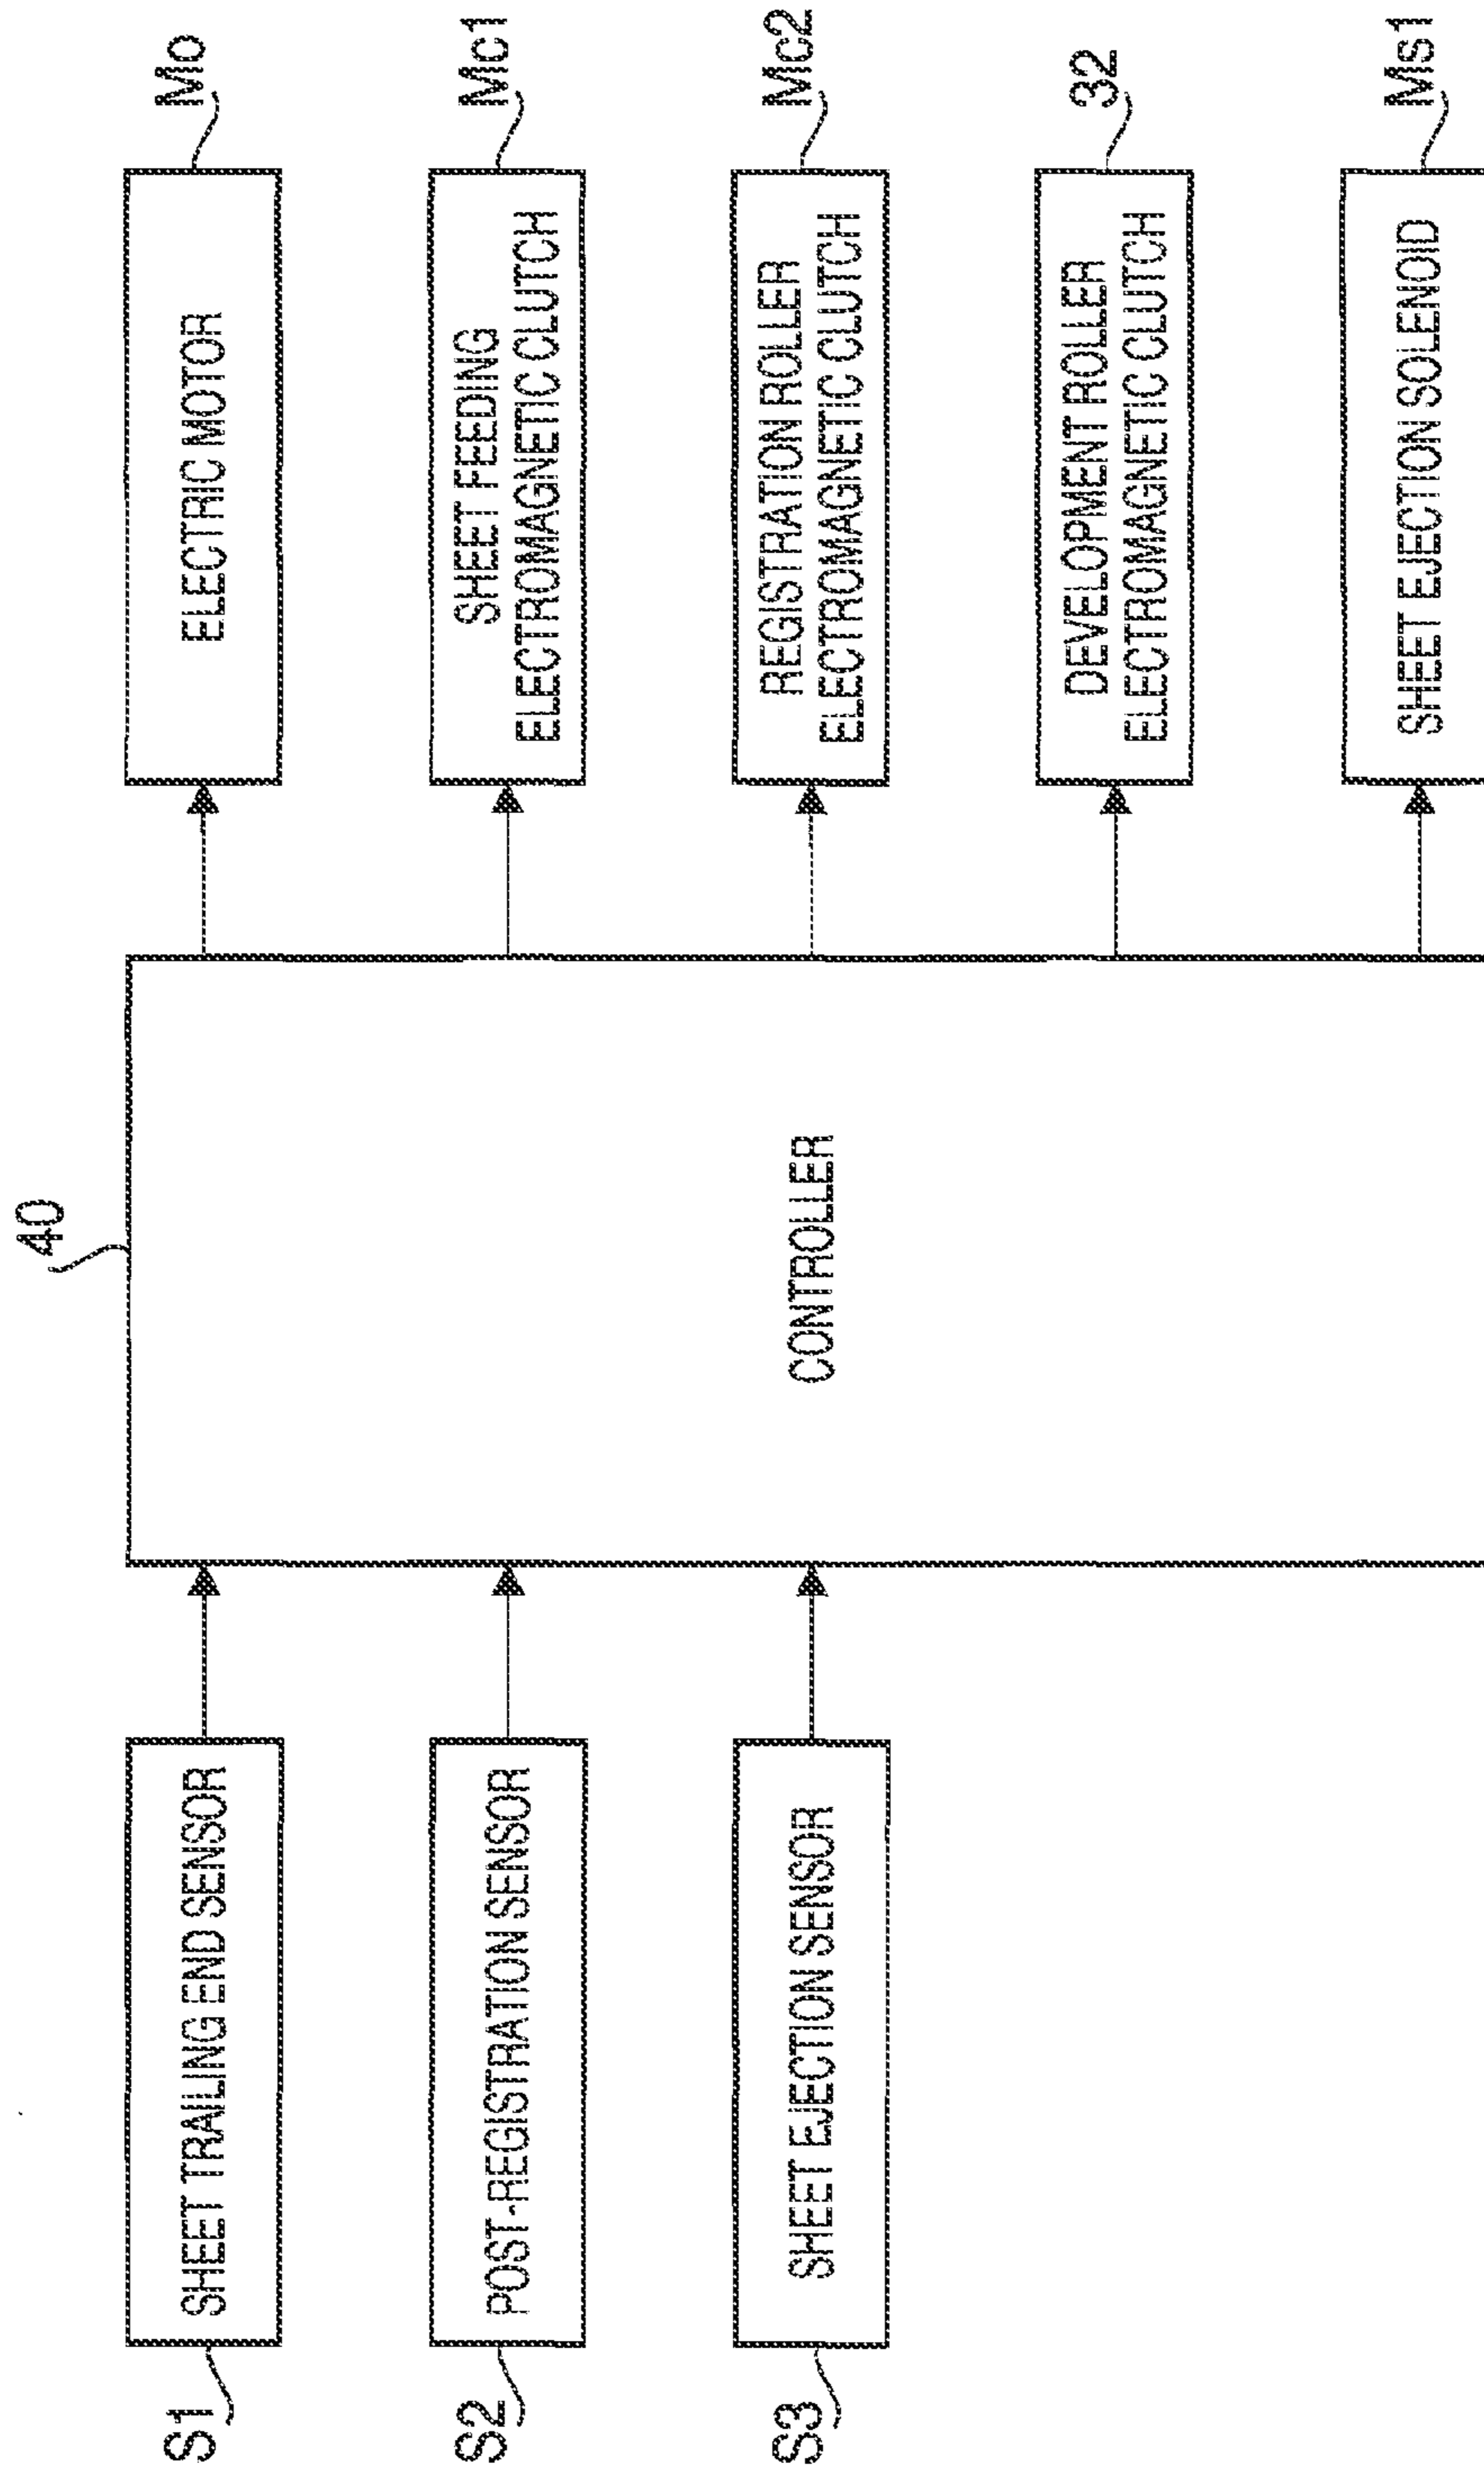 40
S1
SHEET TRAILING END SENSOR
S2
POST-REGISTRATION SENSOR
S3
SHEET EJECTION SENSOR
CONTROLLER
ELECTRIC MOTOR
Mo
SHEET FEEDING
ELECTROMAGNETIC CLUTCH
Mc1
REGISTRATION ROLLER
ELECTROMAGNETIC CLUTCH
Mc2
DEVELOPMENT ROLLER
ELECTROMAGNETIC CLUTCH
32
SHEET EJECTION SOLENOID
Ms1